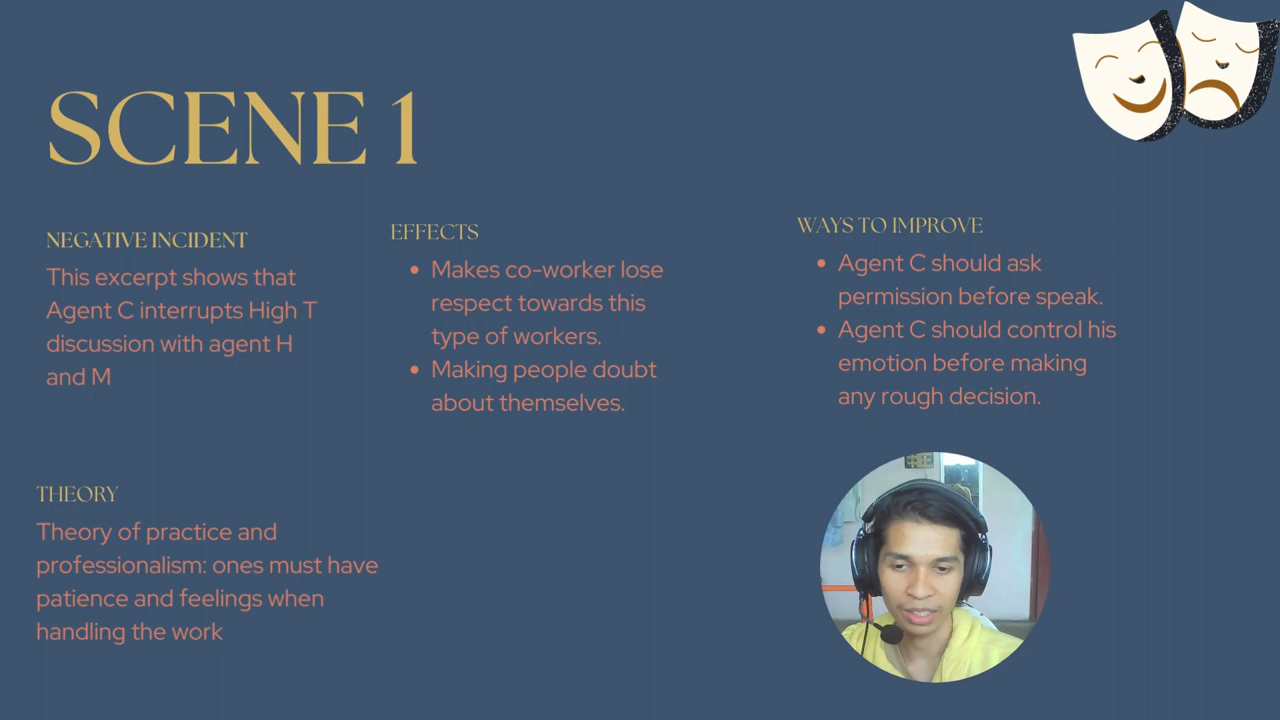 SCENE 1
NEGATIVE INCIDENT
This excerpt shows that
Agent C interrupts High T
discussion with agent H
and M
EFFECTS
• Makes co-worker lose
respect towards this
type of workers.
• Making people doubt
about themselves.
WAYS TO IMPROVE
• Agent C should ask
permission before speak.
• Agent C should control his
emotion before making
any rough decision.
THEORY
Theory of practice and
professionalism: ones must have
patience and feelings when
handling the work